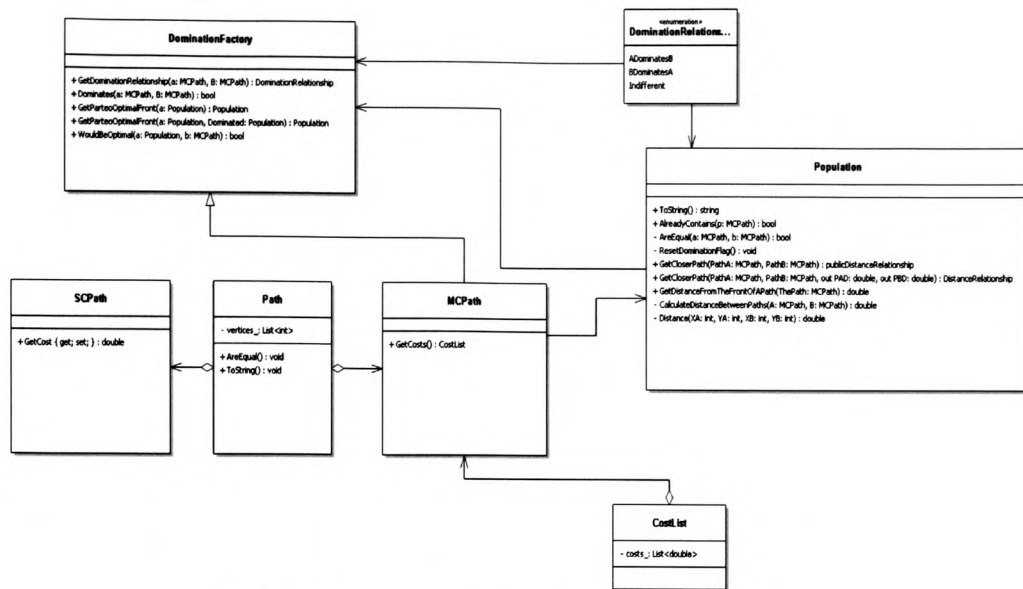 DominationFactory
+ GetDominationRelationship(a: MCPath, B: MCPath) : DominationRelationship
+ Dominates(a: MCPath, B: MCPath) : bool
+ GetParteoOptimalFront(a: Population) : Population
+ GetParteoOptimalFront(a: Population, Dominated: Population) : Population
+ WouldBeOptimal(a: Population, b: MCPath) : bool
«enumeration»
DominationRelations...
ADominatesB
BDominatesA
Indifferent
Population
+ ToString() : string
+ AlreadyContains(p: MCPath) : bool
- AreEqual(a: MCPath, b: MCPath) : bool
- ResetDominationFlag() : void
+ GetCloserPath(PathA: MCPath, PathB: MCPath) : publicDistanceRelationship
+ GetCloserPath(PathA: MCPath, PathB: MCPath, out PAD: double, out PBD: double) : DistanceRelationship
+ GetDistanceFromTheFrontOfAPath(ThePath: MCPath) : double
- CalculateDistanceBetweenPaths(A: MCPath, B: MCPath) : double
- Distance(XA: int, YA: int, XB: int, YB: int) : double
SCPath
+ GetCost { get; set; } : double
Path
- vertices_: List<int>
+ AreEqual() : void
+ ToString() : void
MCPath
+ GetCosts() : CostList
CostList
- costs_: List<double>